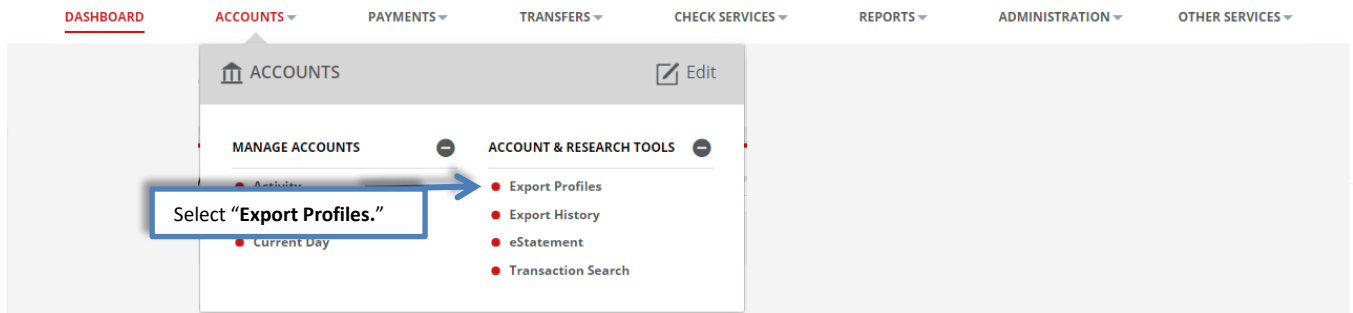 DASHBOARD ACCOUNTS PAYMENTS TRANSFERS CHECK SERVICES REPORTS ADMINISTRATION OTHER SERVICES
ACCOUNTS Edit
MANAGE ACCOUNTS
Activity
Current Day
ACCOUNT & RESEARCH TOOLS
Export Profiles
Export History
eStatement
Transaction Search
Select “Export Profiles.”